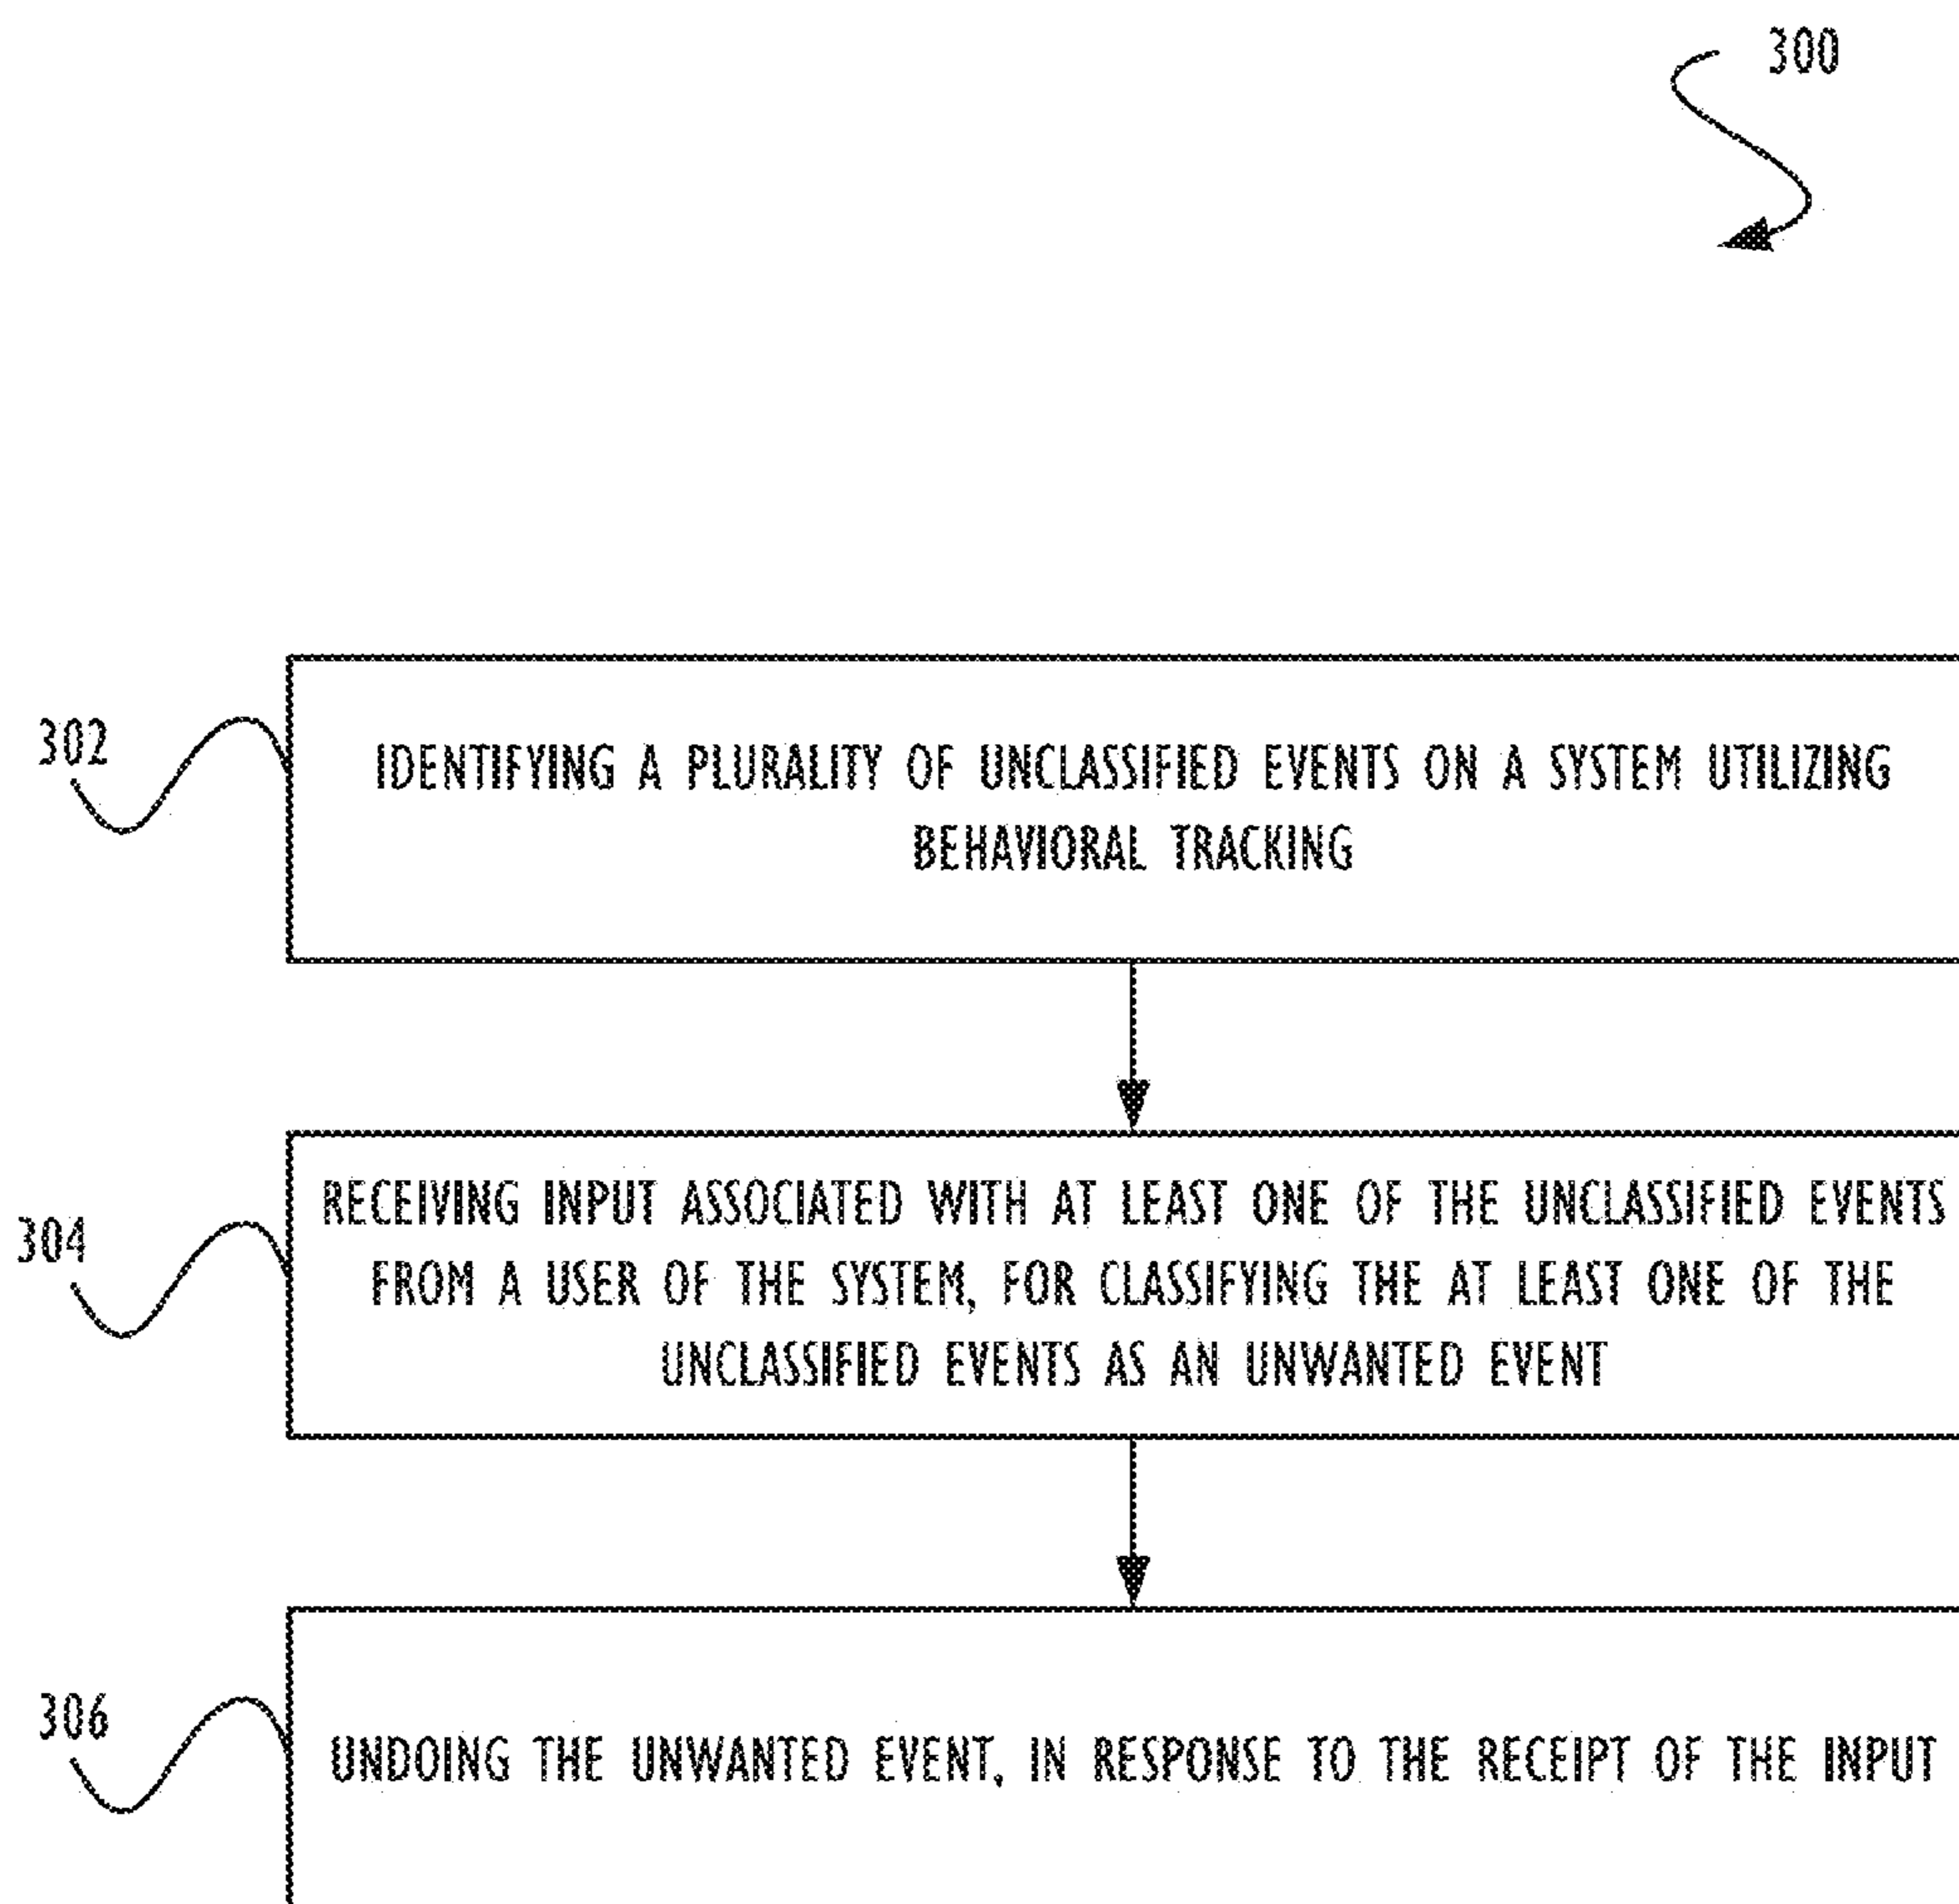 300
302
IDENTIFYING A PLURALITY OF UNCLASSIFIED EVENTS ON A SYSTEM UTILIZING
BEHAVIORAL TRACKING
304
RECEIVING INPUT ASSOCIATED WITH AT LEAST ONE OF THE UNCLASSIFIED EVENTS
FROM A USER OF THE SYSTEM, FOR CLASSIFYING THE AT LEAST ONE OF THE
UNCLASSIFIED EVENTS AS AN UNWANTED EVENT
306
UNDOING THE UNWANTED EVENT, IN RESPONSE TO THE RECEIPT OF THE INPUT